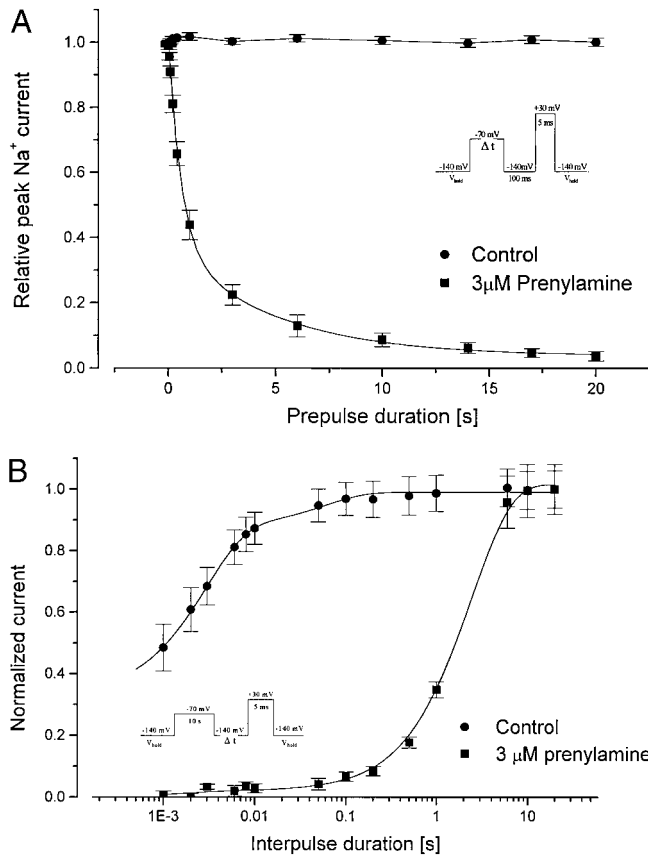 A
Relative peak Na⁺ current
1.0
0.8
0.6
0.4
0.2
0.0
+30 mV
5 ms
-70 mV
Δ t
-140 mV
-140mV
-140 mV
V_hold
100 ms
V_hold
Control
3μM Prenylamine
0
5
10
15
20
Prepulse duration [s]
B
Normalized current
1.0
0.8
0.6
0.4
0.2
0.0
+30 mV
5 ms
-70 mV
10 s
-140 mV
-140 mV
-140 mV
V_hold
Δ t
V_hold
Control
3 μM prenylamine
1E-3
0.01
0.1
1
10
Interpulse duration [s]